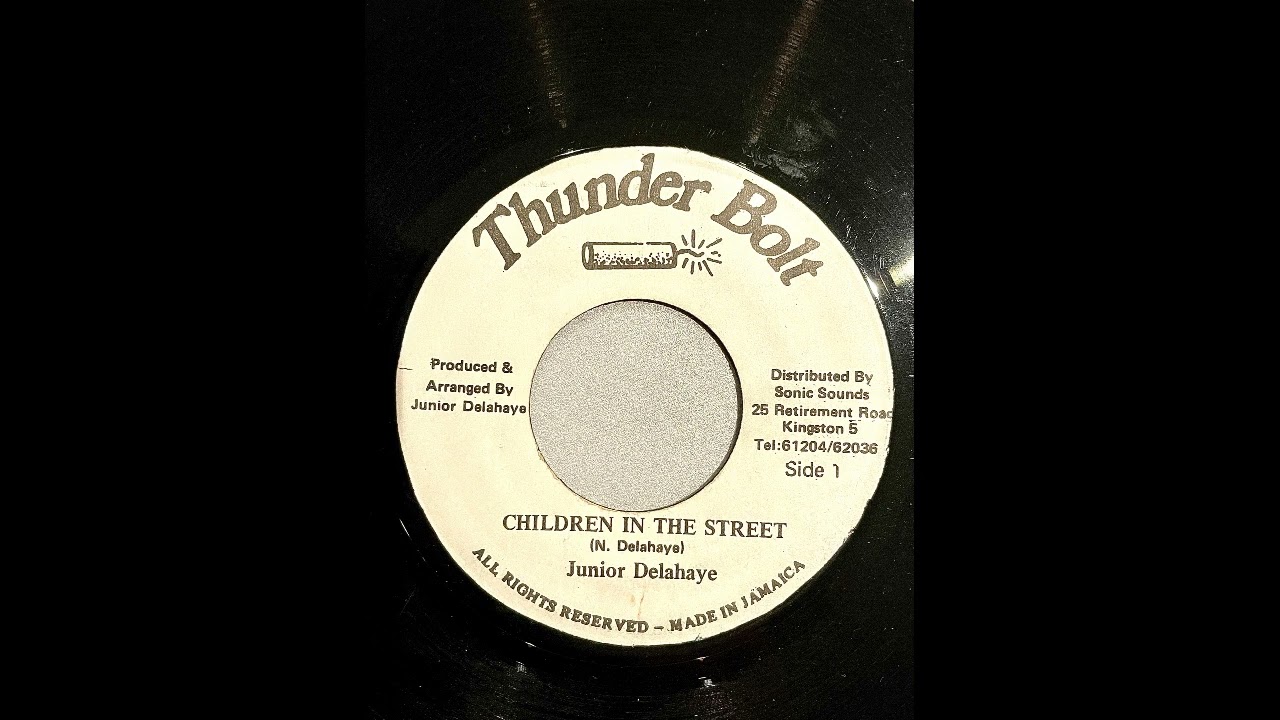 Thunder Bolt
Produced &
Arranged By
Junior Delahaye
Distributed By
Sonic Sounds
25 Retirement Road
Kingston 5
Tel:61204/62036
Side 1
CHILDREN IN THE STREET
(N. Delahaye)
Junior Delahaye
ALL RIGHTS RESERVED – MADE IN JAMAICA